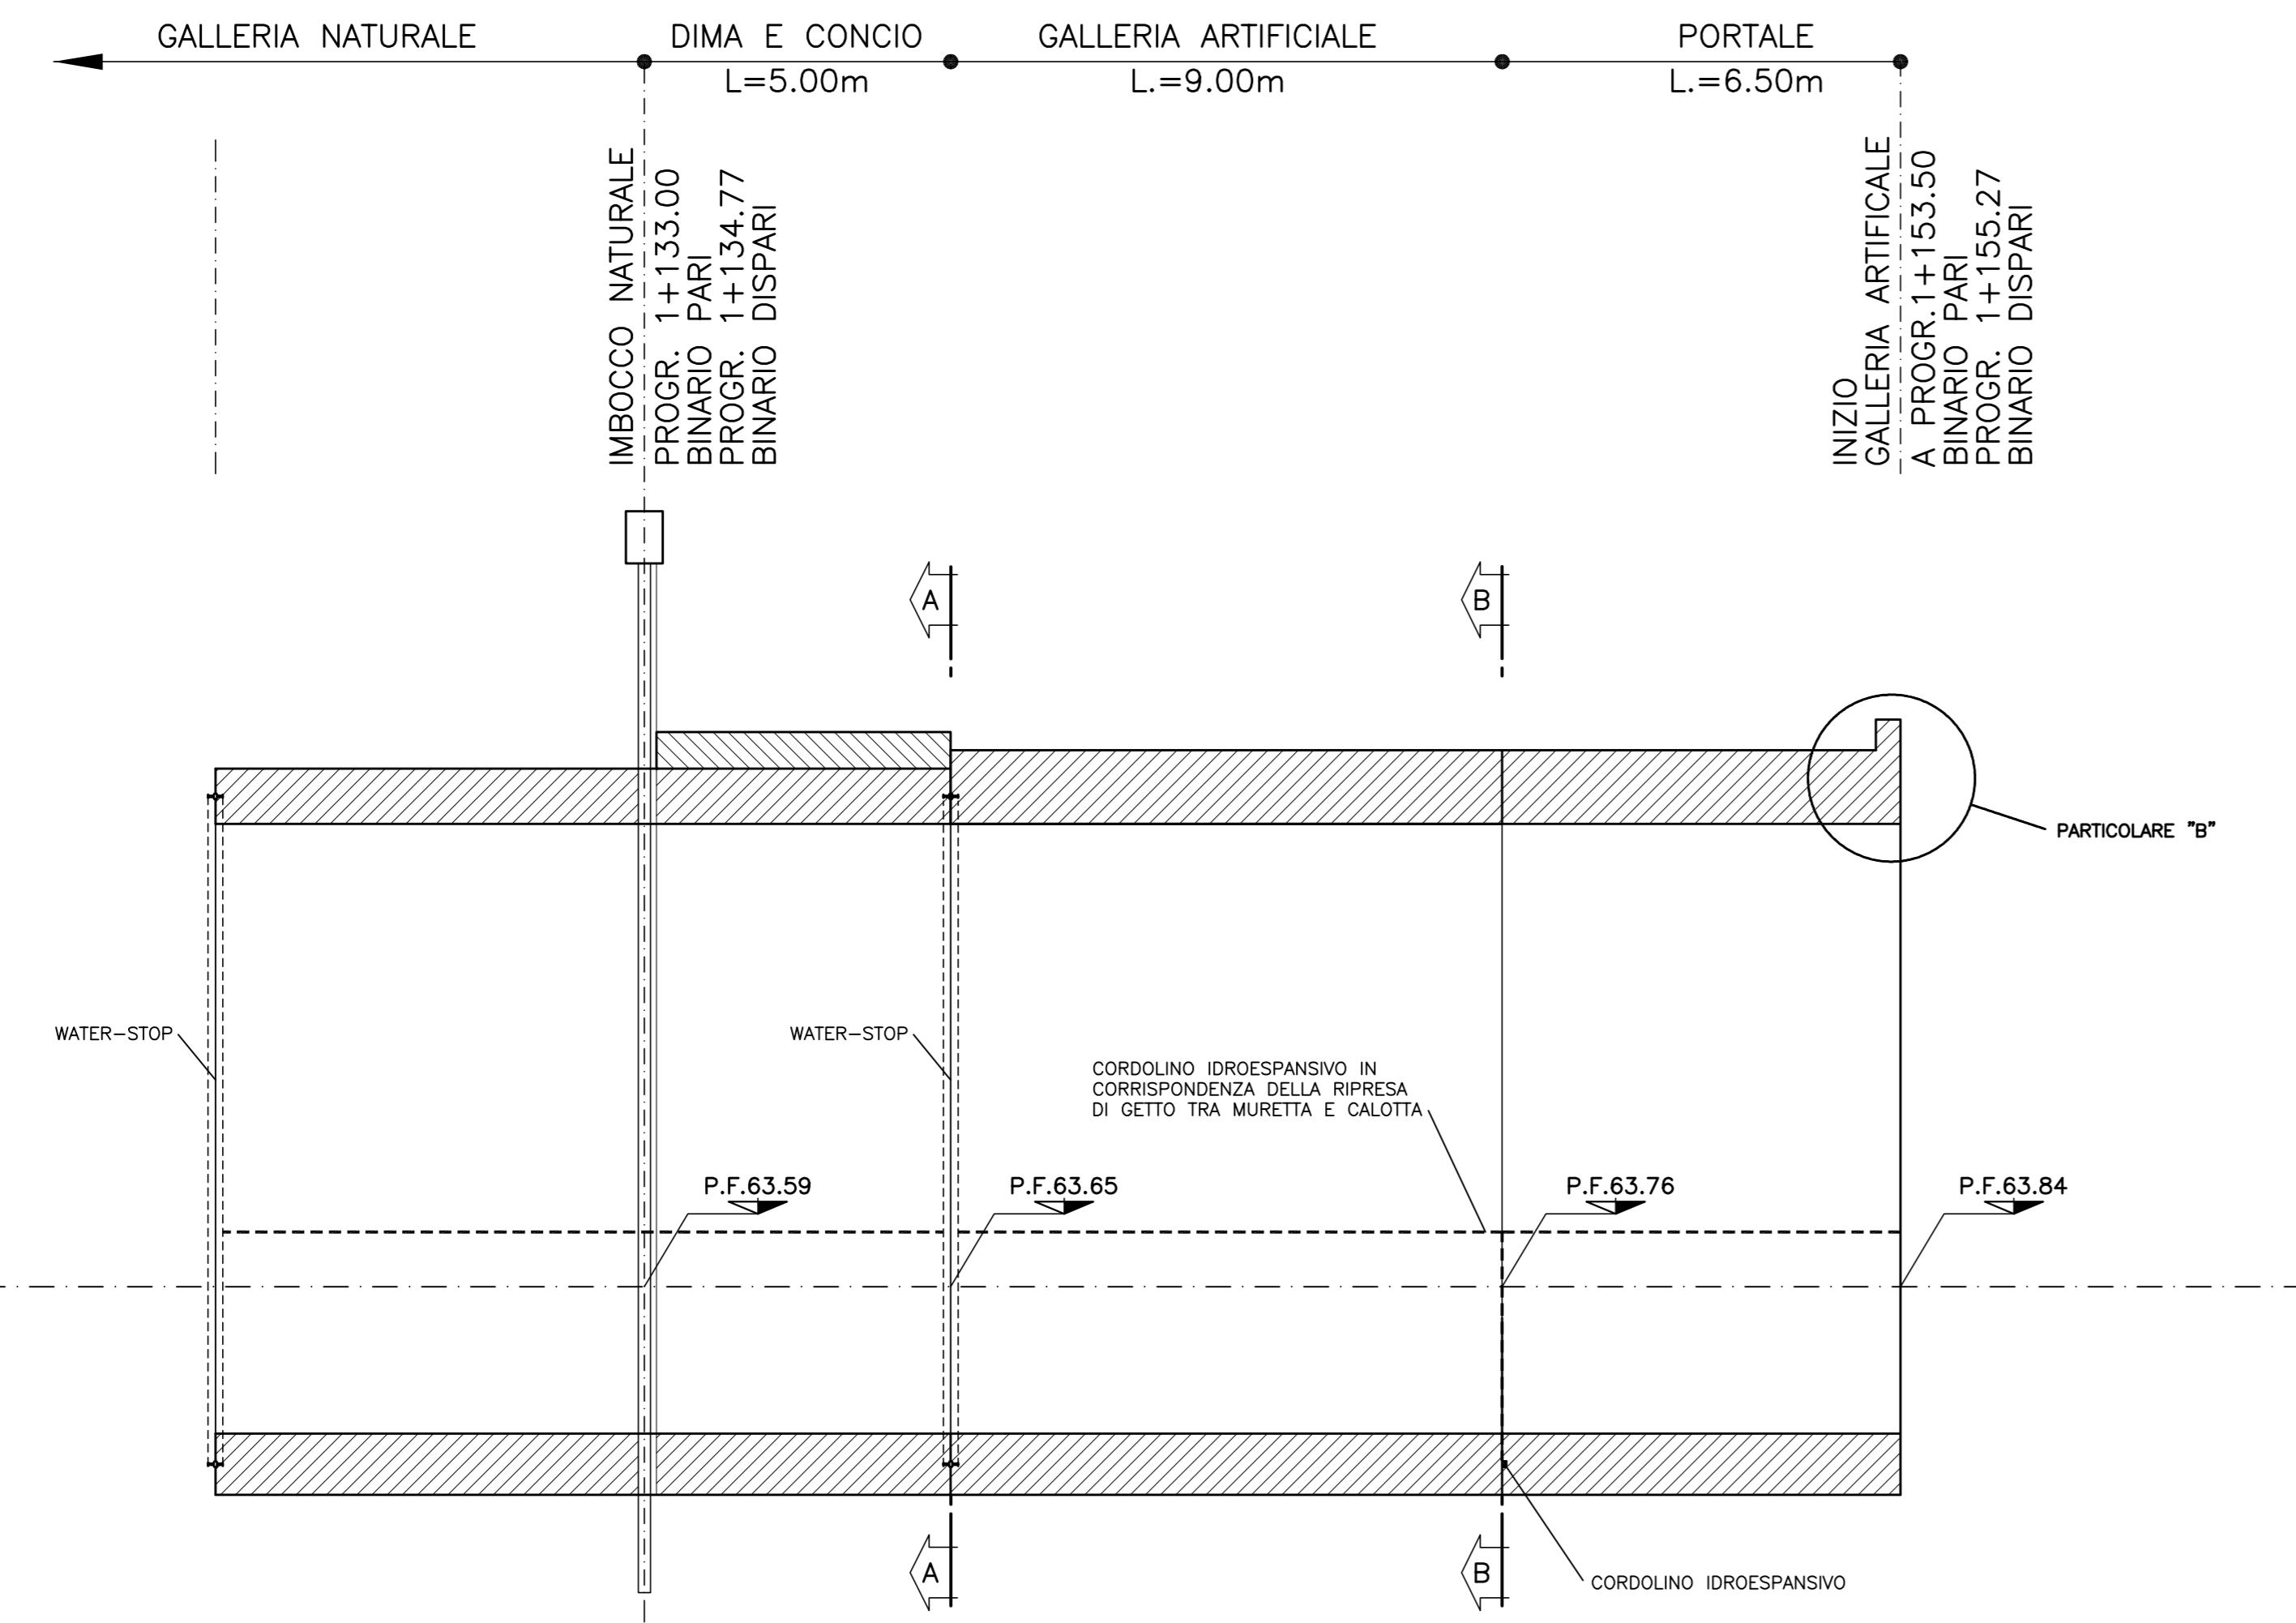 GALLERIA NATURALE
DIMA E CONCIO
GALLERIA ARTIFICIALE
PORTALE
L=5.00m
L.=9.00m
L.=6.50m
IMBOCCO NATURALE
PROGR. 1+133.00
BINARIO PARI
PROGR. 1+134.77
BINARIO DISPARI
INIZIO
GALLERIA ARTIFICALE
A PROGR.1+153.50
BINARIO PARI
PROGR. 1+155.27
BINARIO DISPARI
A
B
PARTICOLARE "B"
WATER-STOP
WATER-STOP
CORDOLINO IDROESPANSIVO IN
CORRISPONDENZA DELLA RIPRESA
DI GETTO TRA MURETTA E CALOTTA
P.F.63.59
P.F.63.65
P.F.63.76
P.F.63.84
A
B
CORDOLINO IDROESPANSIVO